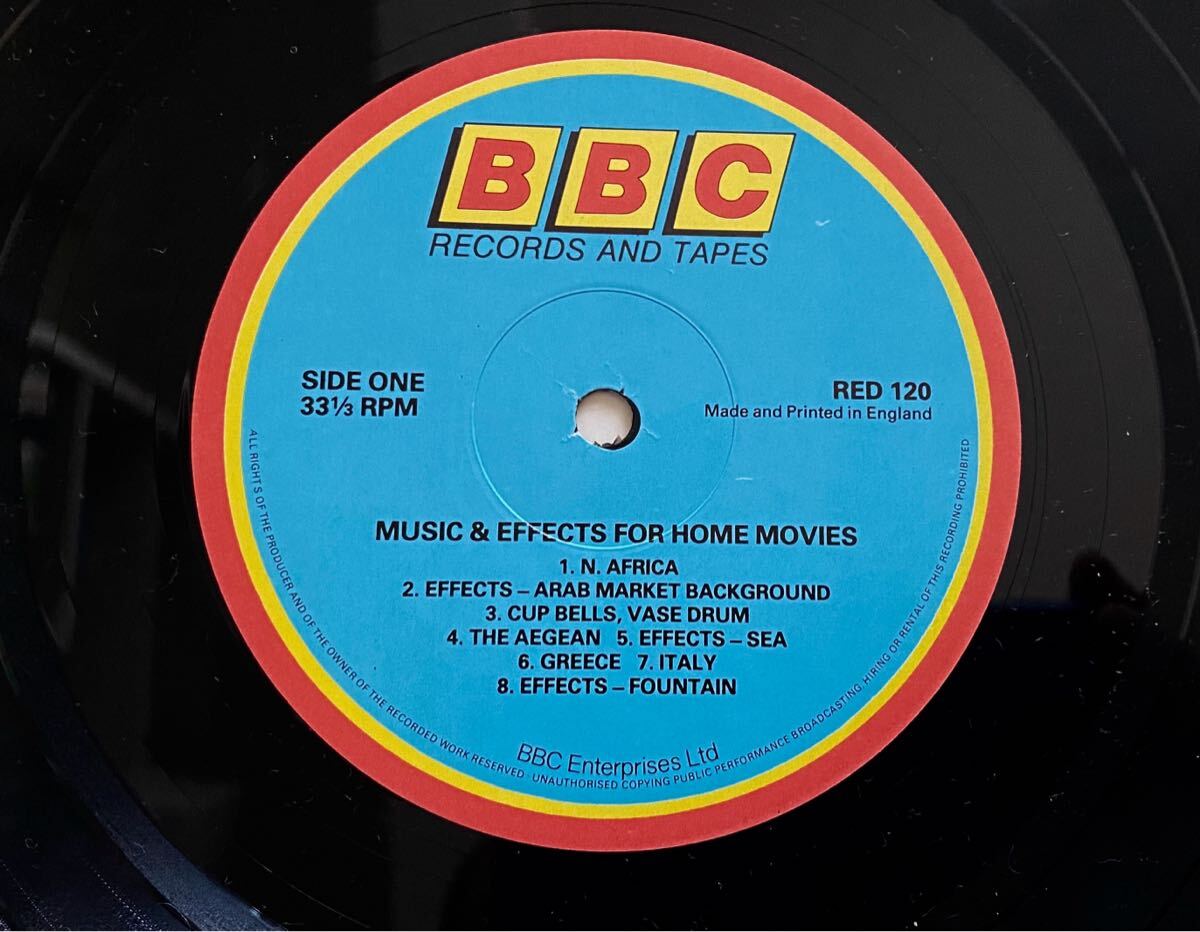 BBC
RECORDS AND TAPES
SIDE ONE
33⅓ RPM
RED 120
Made and Printed in England
MUSIC & EFFECTS FOR HOME MOVIES
1. N. AFRICA
2. EFFECTS – ARAB MARKET BACKGROUND
3. CUP BELLS, VASE DRUM
4. THE AEGEAN 5. EFFECTS – SEA
6. GREECE 7. ITALY
8. EFFECTS – FOUNTAIN
BBC Enterprises Ltd
ALL RIGHTS OF THE PRODUCER AND OF THE OWNER OF THE RECORDED WORK RESERVED · UNAUTHORISED COPYING PUBLIC PERFORMANCE BROADCASTING HIRING OR RENTAL OF THIS RECORDING PROHIBITED